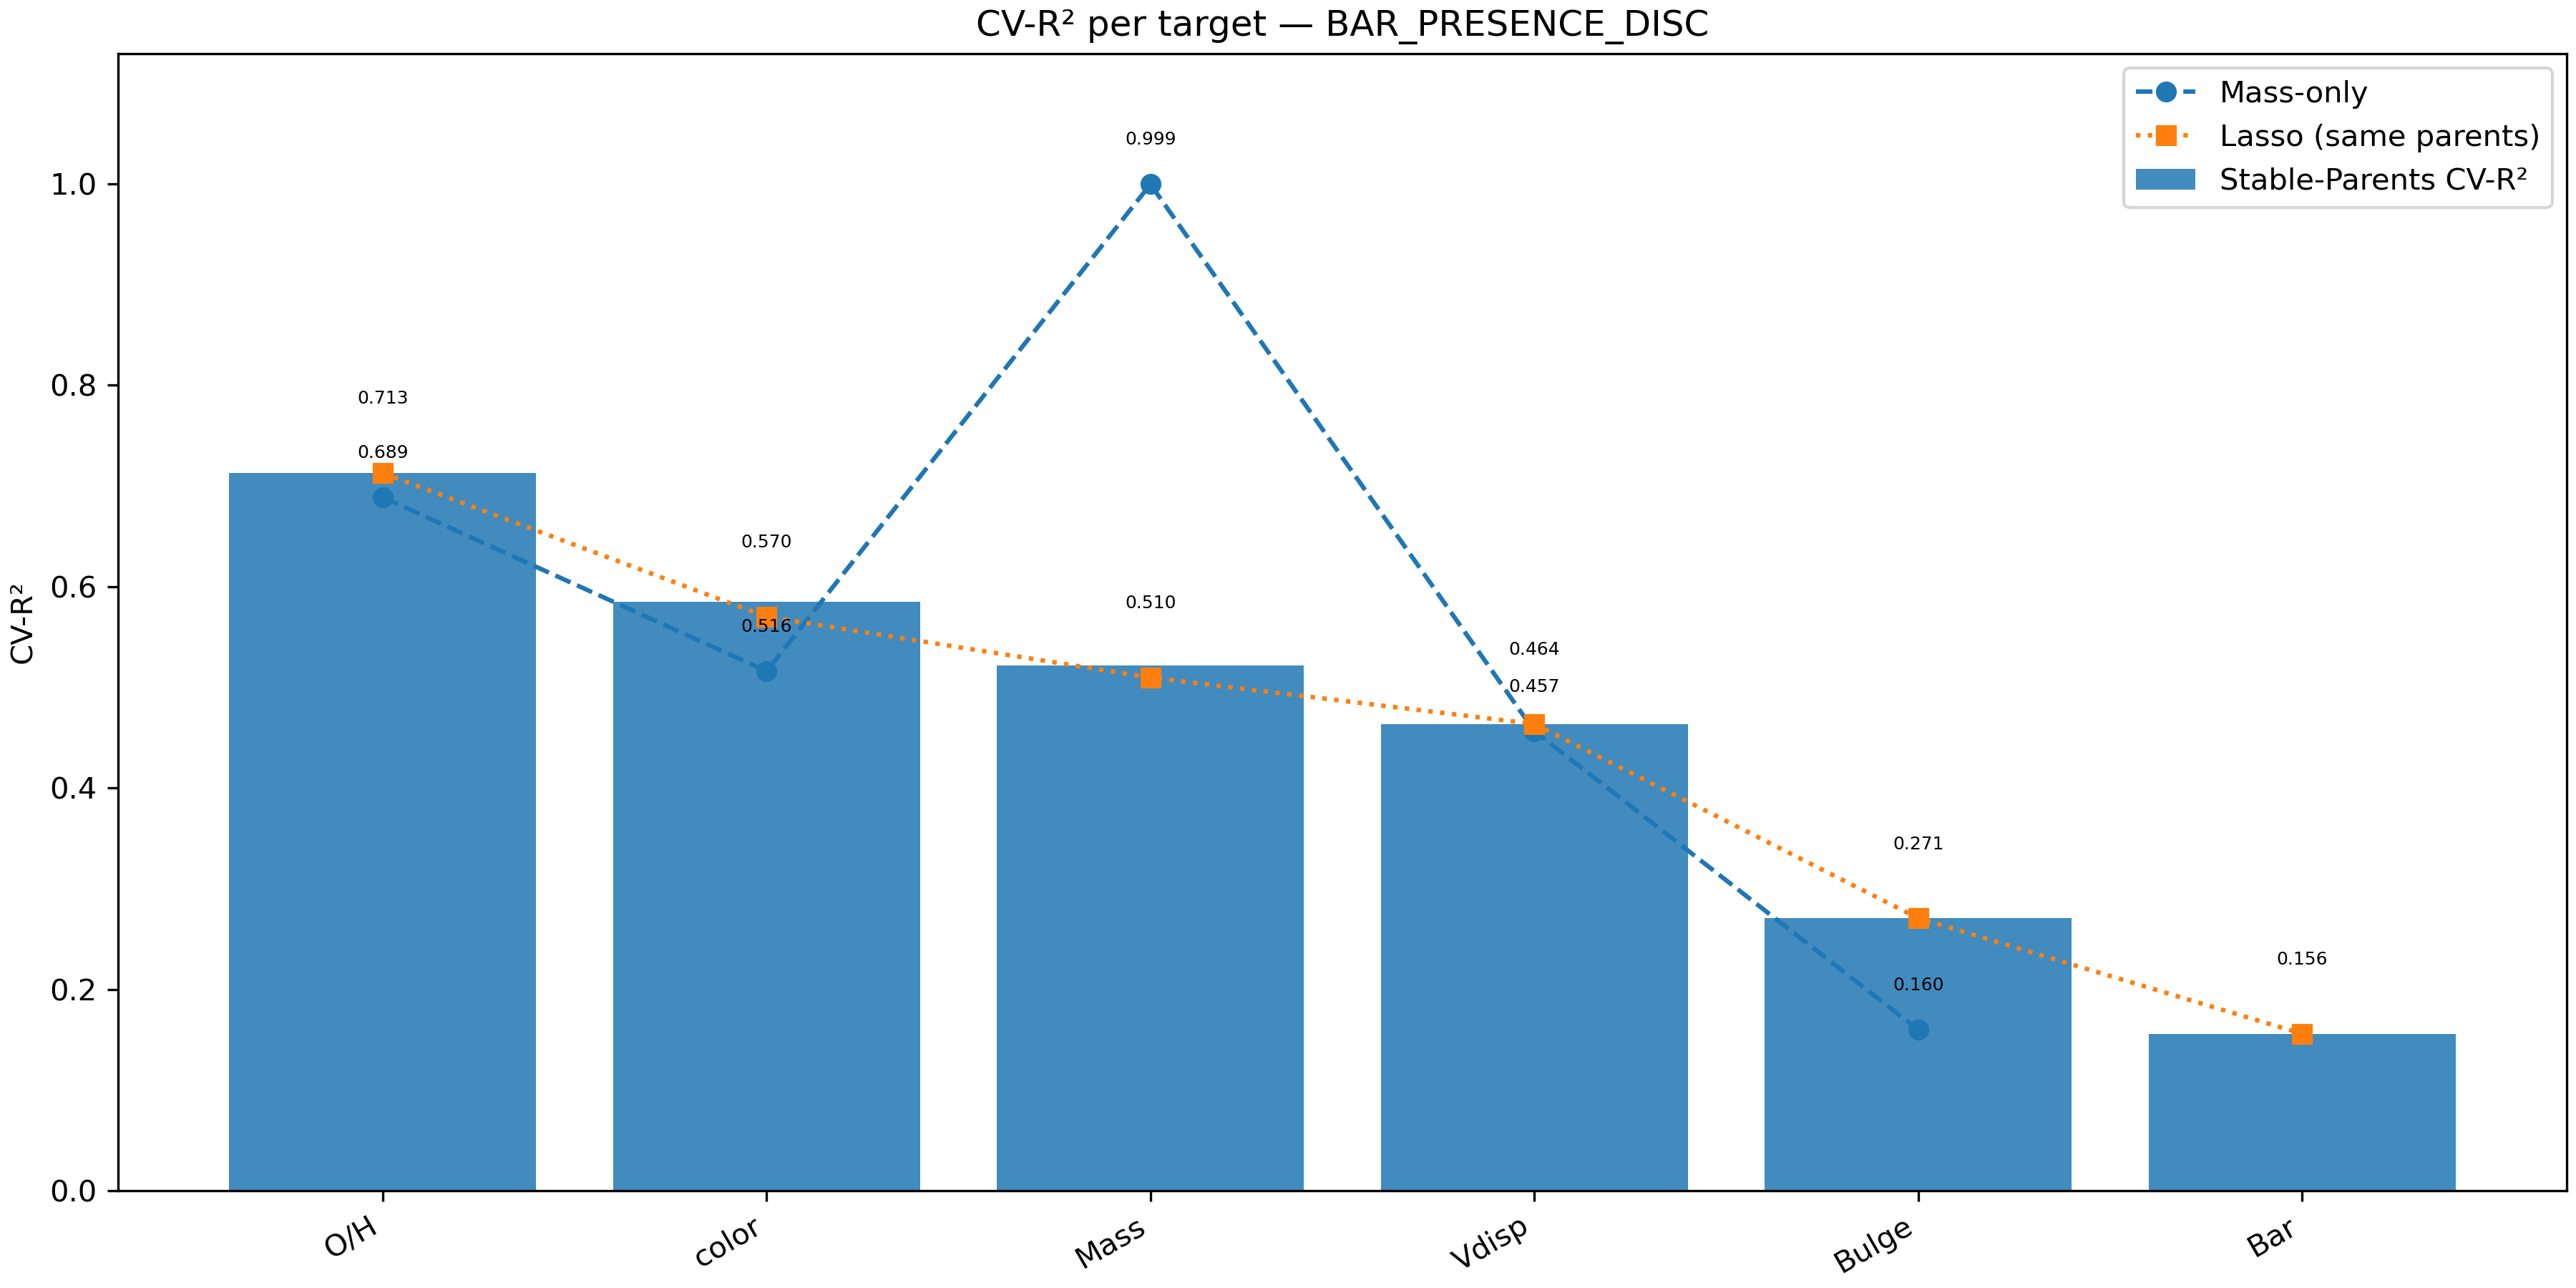 CV-R² per target — BAR_PRESENCE_DISC
Mass-only
Lasso (same parents)
Stable-Parents CV-R²
CV-R²
1.0
0.8
0.6
0.4
0.2
0.0
0.713
0.689
0.570
0.516
0.999
0.510
0.464
0.457
0.271
0.160
0.156
O/H
color
Mass
Vdisp
Bulge
Bar